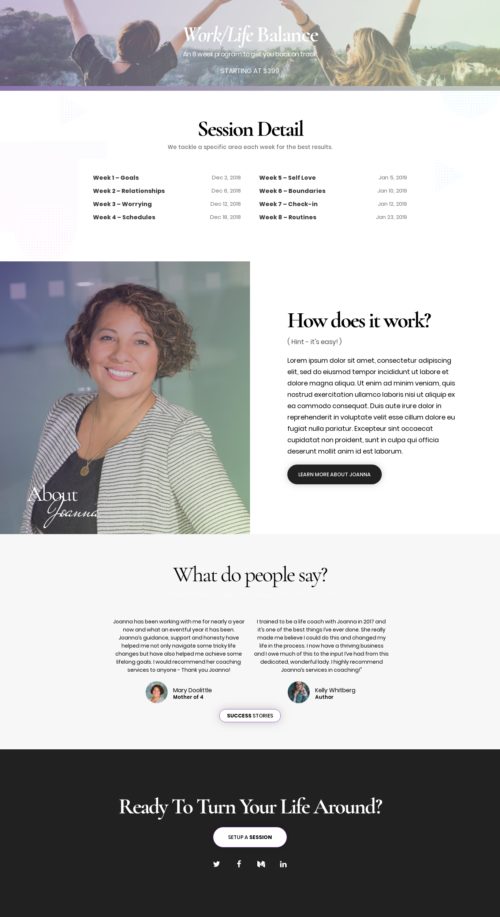 Work/Life Balance
An 8 week program to get you back on track.
STARTING AT $399
Session Detail
We tackle a specific area each week for the best results.
Week 1 – Goals Dec 2, 2018
Week 2 – Relationships Dec 6, 2018
Week 3 – Worrying Dec 12, 2018
Week 4 – Schedules Dec 18, 2018
Week 5 – Self Love Jan 5, 2019
Week 6 – Boundaries Jan 10, 2019
Week 7 – Check-in Jan 12, 2019
Week 8 – Routines Jan 23, 2019
About
Joanna
How does it work?
( Hint - it's easy! )
Lorem ipsum dolor sit amet, consectetur adipiscing
elit, sed do eiusmod tempor incididunt ut labore et
dolore magna aliqua. Ut enim ad minim veniam, quis
nostrud exercitation ullamco laboris nisi ut aliquip ex
ea commodo consequat. Duis aute irure dolor in
reprehenderit in voluptate velit esse cillum dolore eu
fugiat nulla pariatur. Excepteur sint occaecat
cupidatat non proident, sunt in culpa qui officia
deserunt mollit anim id est laborum.
LEARN MORE ABOUT JOANNA
What do people say?
Joanna has been working with me for nearly a year
now and what an eventful year it has been.
Joanna's guidance, support and honesty have
helped me not only navigate some tricky life
changes but have also helped me achieve some
lifelong goals. I would recommend her coaching
services to anyone - Thank you Joanna!
Mary Doolittle
Mother of 4
I trained to be a life coach with Joanna in 2017 and
it's one of the best things I've ever done. She really
made me believe I could do this and changed my
life in the process. I now have a thriving business
and I owe much of this to the input I've had from this
dedicated, wonderful lady. I highly recommend
Joanna's services in coaching!"
Kelly Whitberg
Author
SUCCESS STORIES
Ready To Turn Your Life Around?
SETUP A SESSION